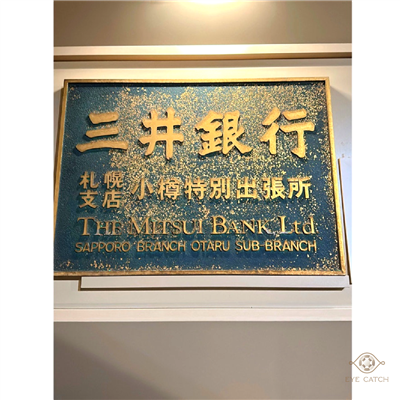 三井銀行
札幌支店 小樽特別出張所
THE MITSUI BANK, Ltd
SAPPORO BRANCH OTARU SUB-BRANCH
EYE CATCH